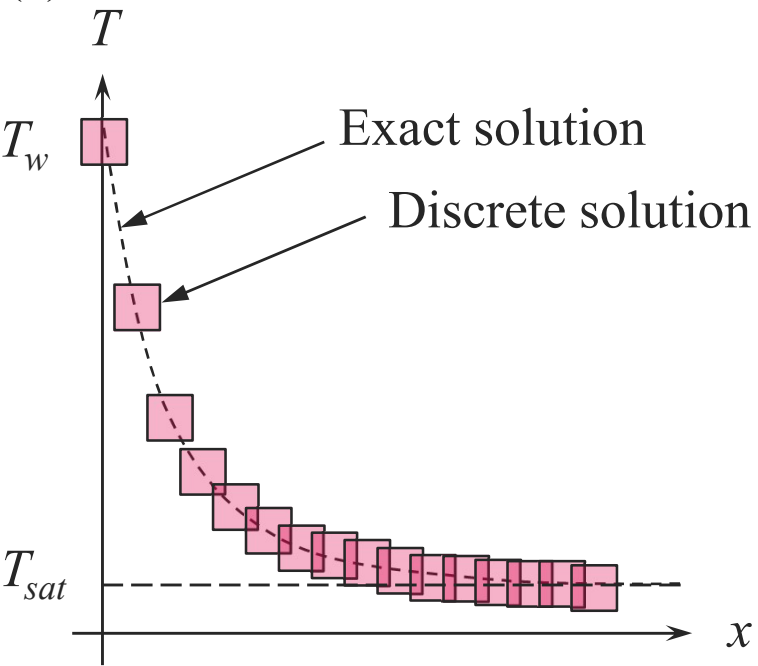 T
T_w
Exact solution
Discrete solution
T_sat
x